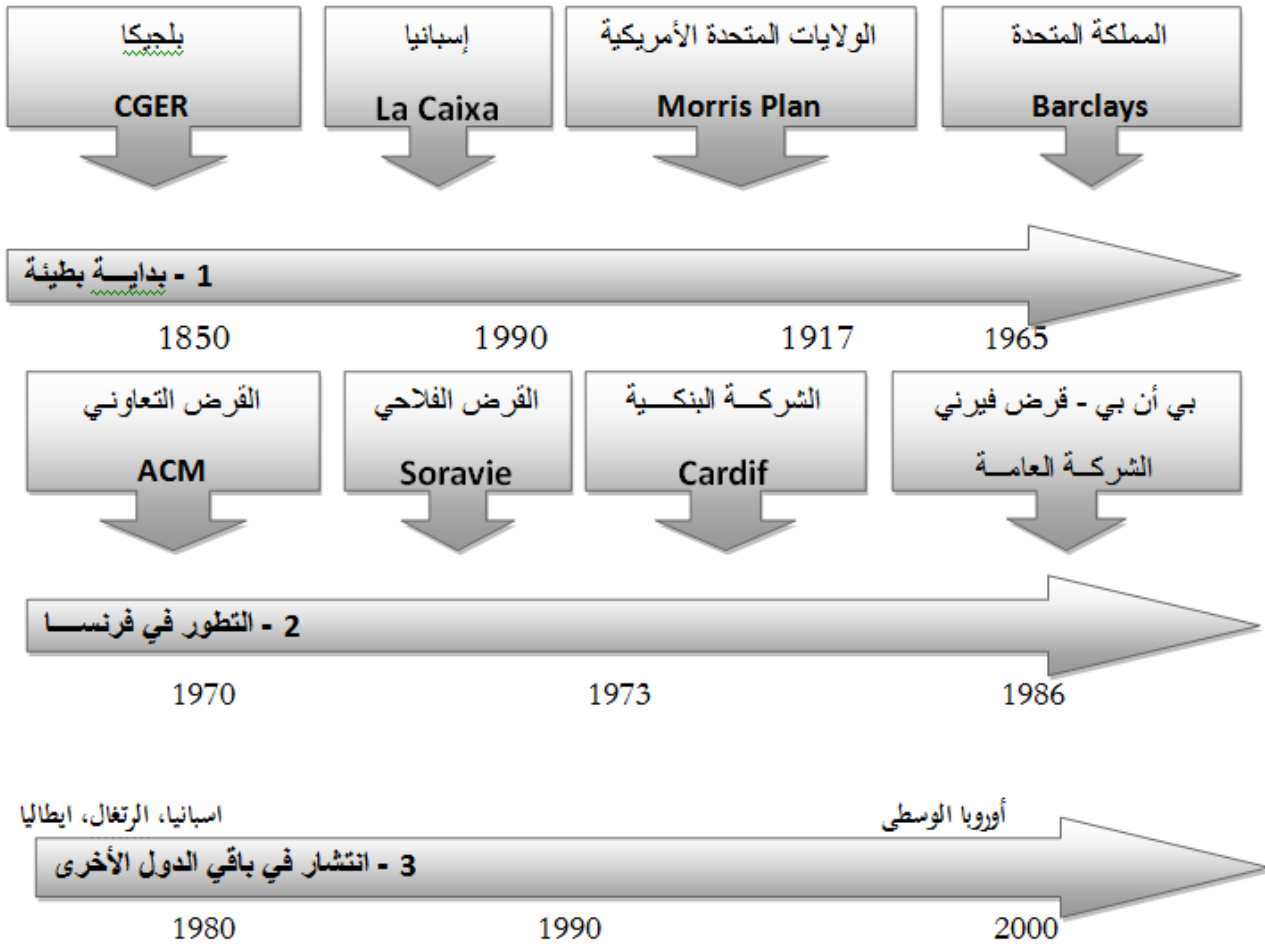 بلجيكا
CGER
إسبانيا
La Caixa
الولايات المتحدة الأمريكية
Morris Plan
المملكة المتحدة
Barclays
1 - بدايـــة بطيئة
1850
1990
1917
1965
القرض التعاوني
ACM
القرض الفلاحي
Soravie
الشركـــة البنكـــية
Cardif
بي أن بي - قرض فيرني
الشركـــة العامـــة
2 - التطور في فرنســـا
1970
1973
1986
اسبانيا، الرتغال، ايطاليا
أوروبا الوسطى
3 - انتشار في باقي الدول الأخرى
1980
1990
2000